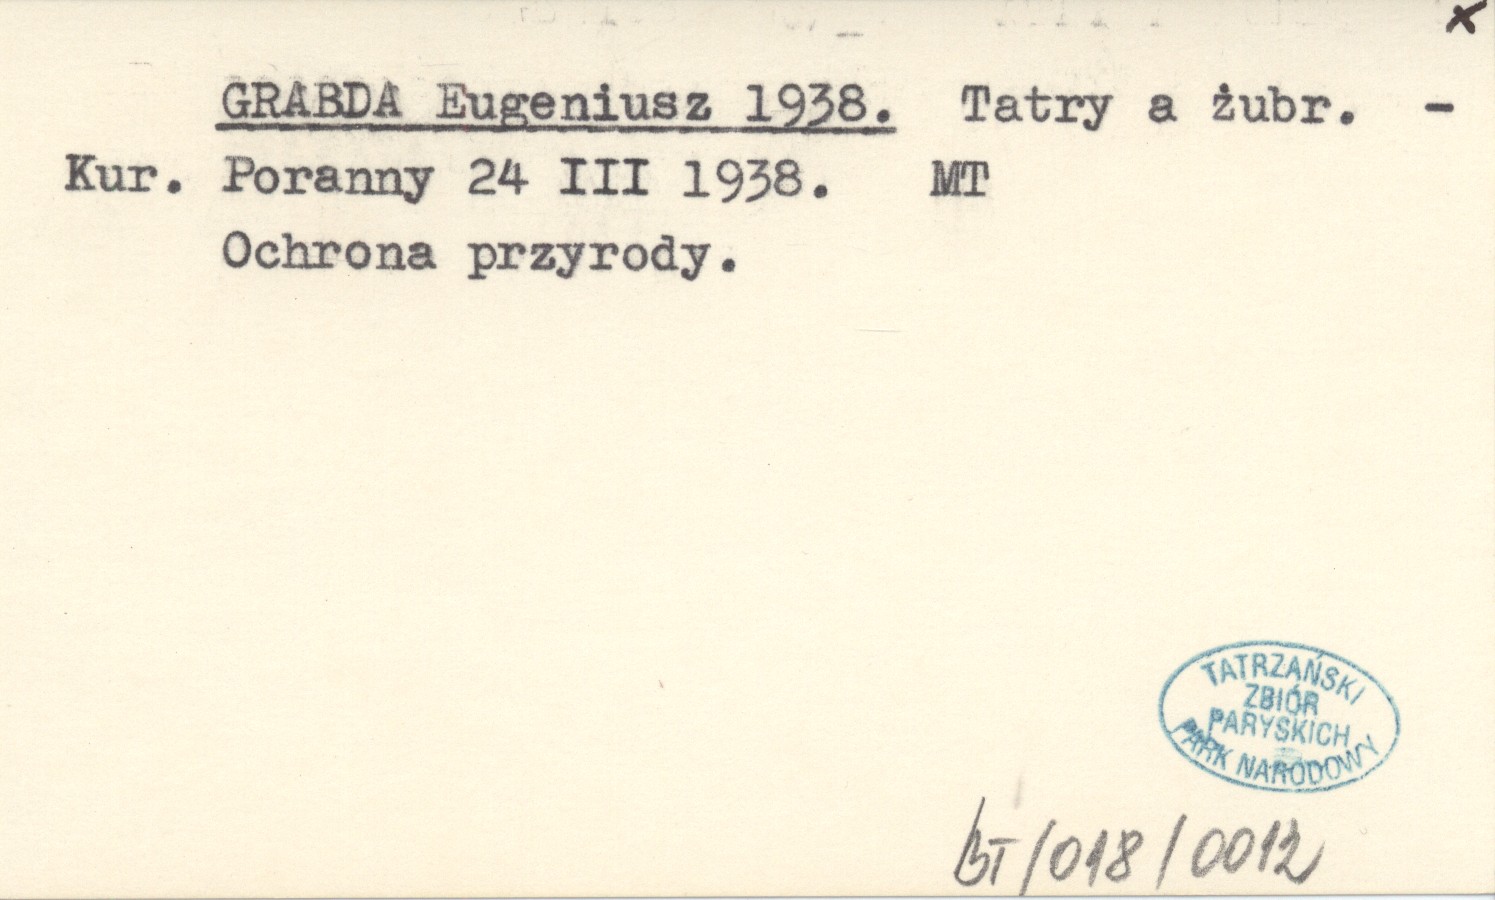 x
GRABDA Eugeniusz 1938. Tatry a żubr. -
Kur. Poranny 24 III 1938. MT
Ochrona przyrody.
TATRZAŃSKI
ZBIÓR
PARYSKICH
PARK NARODOWY
BT/018/0012